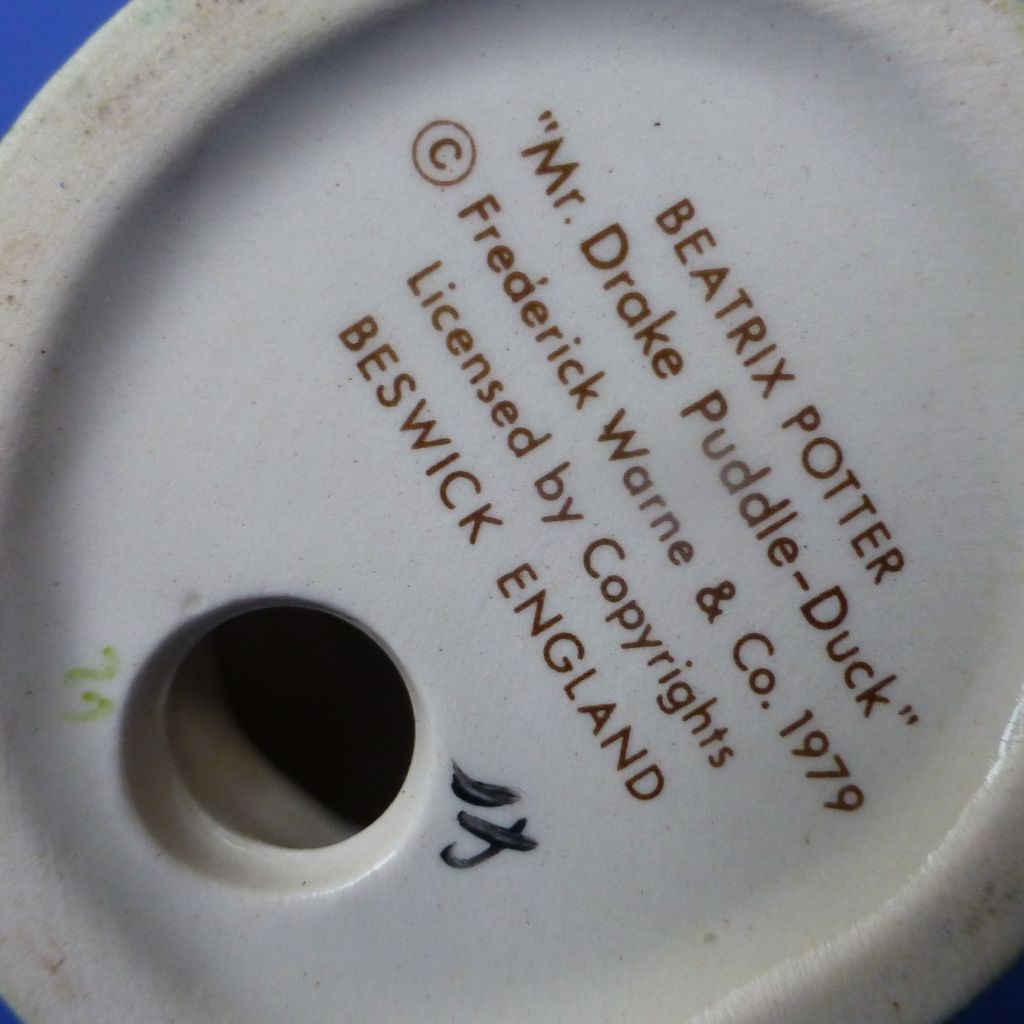 BEATRIX POTTER
"Mr. Drake Puddle-Duck"
© Frederick Warne & Co. 1979
Licensed by Copyrights
BESWICK ENGLAND